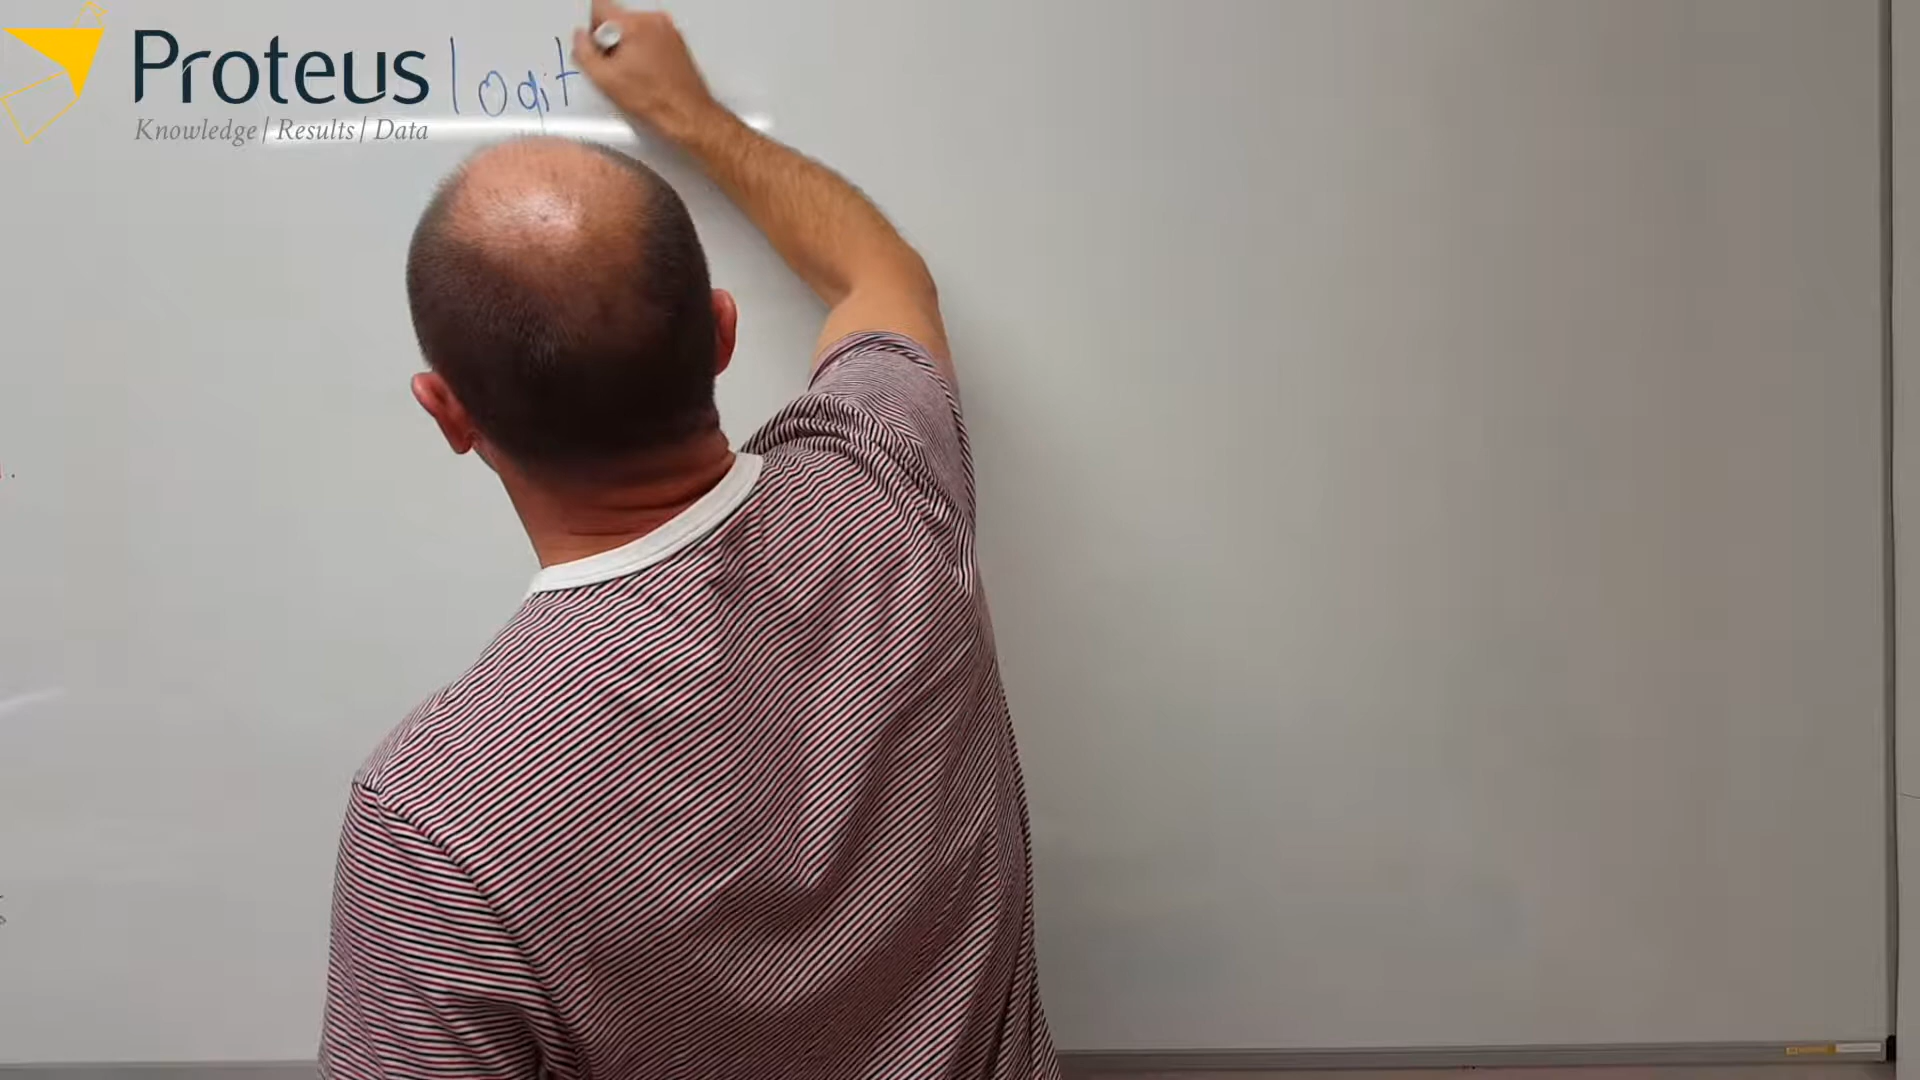 Proteus
Knowledge | Results | Data
logit